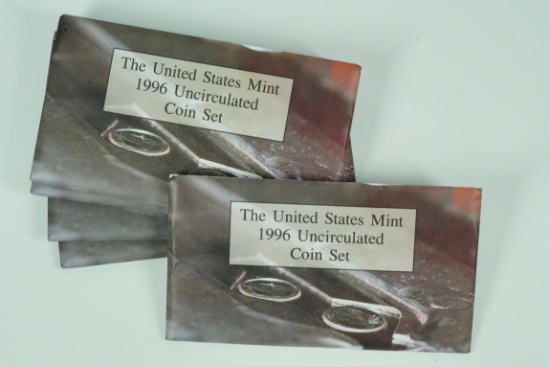 The United States Mint
1996 Uncirculated
Coin Set
The United States Mint
1996 Uncirculated
Coin Set